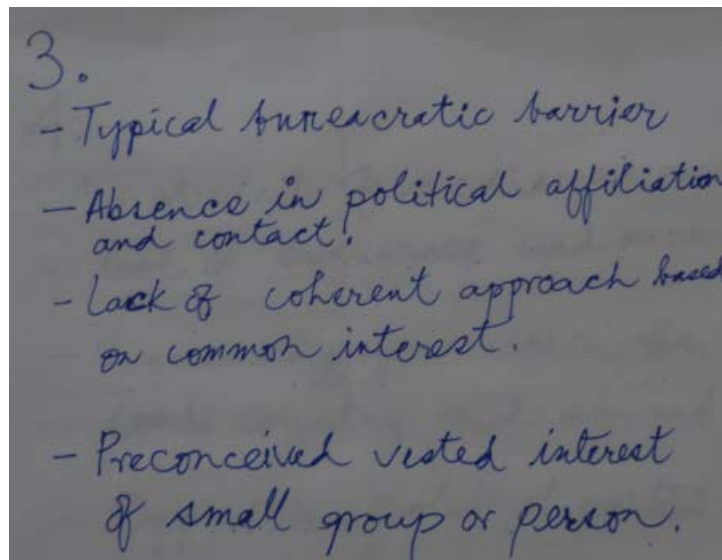 3.
- Typical bureacratic barrier
- Absence in political affiliation
and contact.
- Lack of coherent approach based
on common interest.
- Preconceived vested interest
of small group or person.